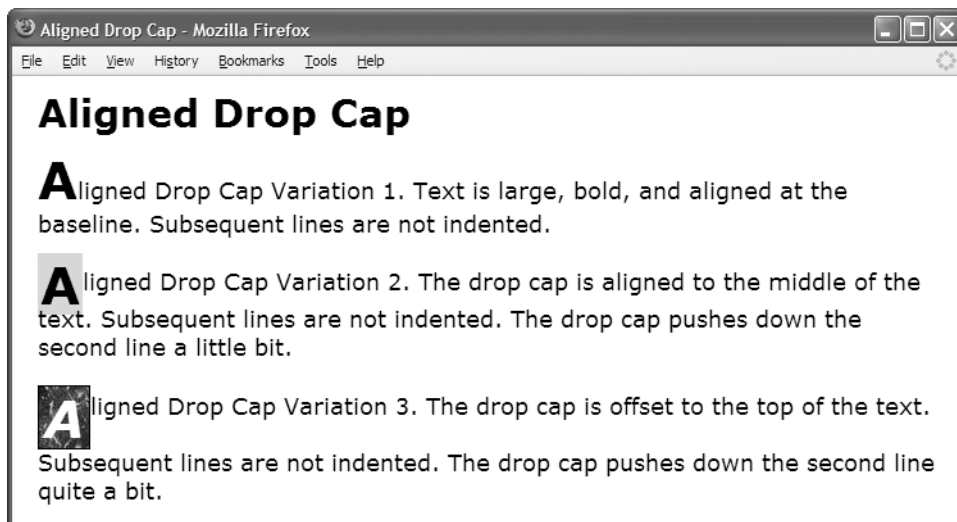 Aligned Drop Cap - Mozilla Firefox
File Edit View History Bookmarks Tools Help
Aligned Drop Cap
Aligned Drop Cap Variation 1. Text is large, bold, and aligned at the
baseline. Subsequent lines are not indented.
Aligned Drop Cap Variation 2. The drop cap is aligned to the middle of the
text. Subsequent lines are not indented. The drop cap pushes down the
second line a little bit.
Aligned Drop Cap Variation 3. The drop cap is offset to the top of the text.
Subsequent lines are not indented. The drop cap pushes down the second line
quite a bit.